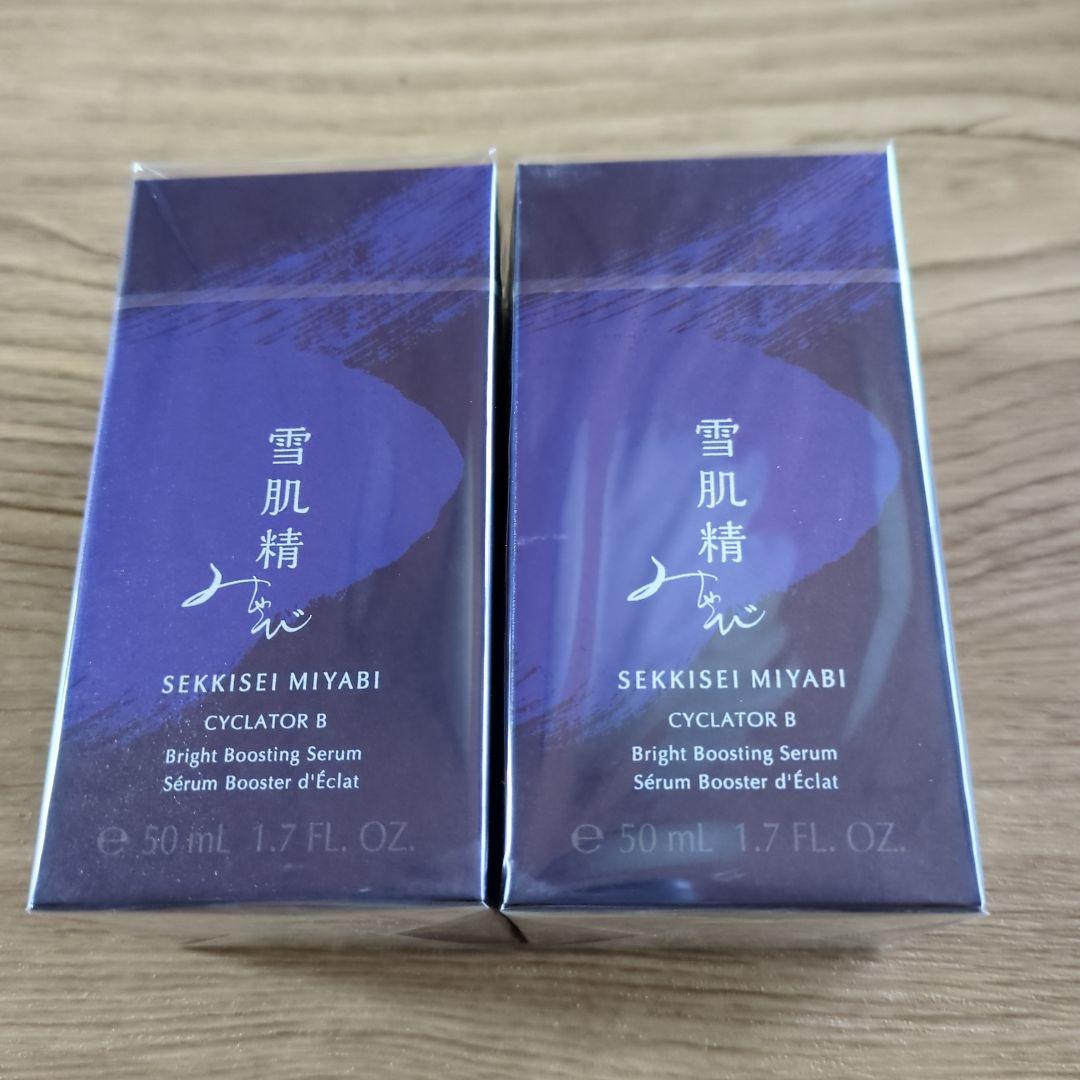 雪肌精
みやび
SEKKISEI MIYABI
CYCLATOR B
Bright Boosting Serum
Sérum Booster d'Éclat
℮ 50 mL 1.7 FL. OZ.
雪肌精
みやび
SEKKISEI MIYABI
CYCLATOR B
Bright Boosting Serum
Sérum Booster d'Éclat
℮ 50 mL 1.7 FL. OZ.